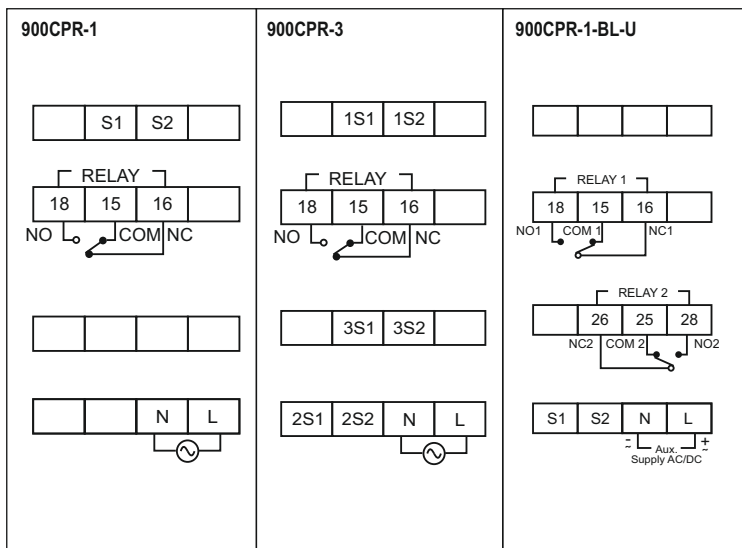 900CPR-1
S1 S2
RELAY
18 15 16
NO COM NC
N L
900CPR-3
1S1 1S2
RELAY
18 15 16
NO COM NC
3S1 3S2
2S1 2S2 N L
900CPR-1-BL-U
RELAY 1
18 15 16
NO1 COM 1 NC1
RELAY 2
26 25 28
NC2 COM 2 NO2
S1 S2 N L
- ~ Aux. + ~
Supply AC/DC